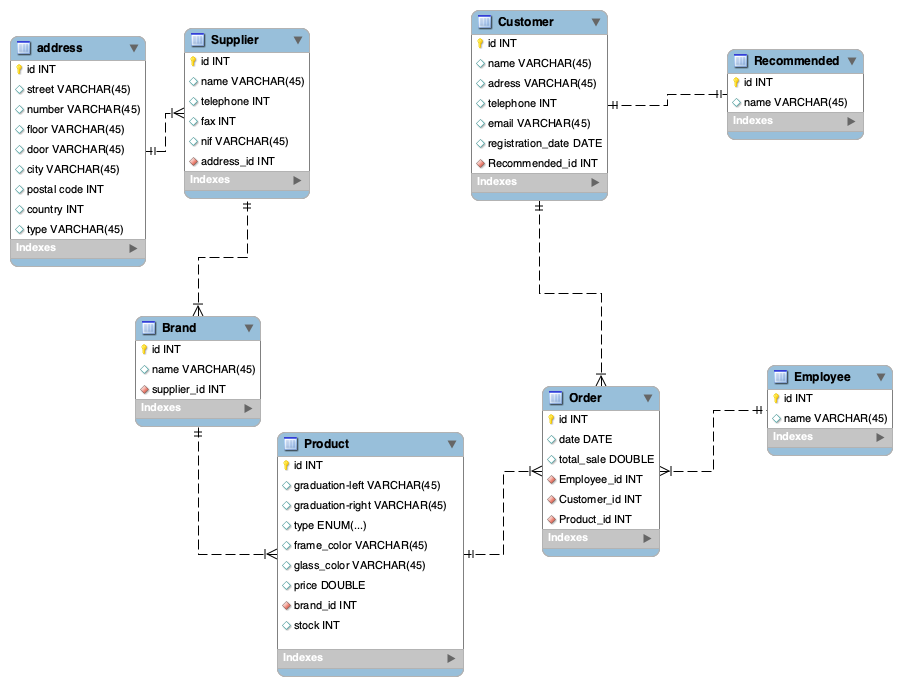 address
id INT
street VARCHAR(45)
number VARCHAR(45)
floor VARCHAR(45)
door VARCHAR(45)
city VARCHAR(45)
postal code INT
country INT
type VARCHAR(45)
Indexes
Supplier
id INT
name VARCHAR(45)
telephone INT
fax INT
nif VARCHAR(45)
address_id INT
Indexes
Customer
id INT
name VARCHAR(45)
adress VARCHAR(45)
telephone INT
email VARCHAR(45)
registration_date DATE
Recommended_id INT
Indexes
Recommended
id INT
name VARCHAR(45)
Indexes
Brand
id INT
name VARCHAR(45)
supplier_id INT
Indexes
Product
id INT
graduation-left VARCHAR(45)
graduation-right VARCHAR(45)
type ENUM(...)
frame_color VARCHAR(45)
glass_color VARCHAR(45)
price DOUBLE
brand_id INT
stock INT
Indexes
Order
id INT
date DATE
total_sale DOUBLE
Employee_id INT
Customer_id INT
Product_id INT
Indexes
Employee
id INT
name VARCHAR(45)
Indexes